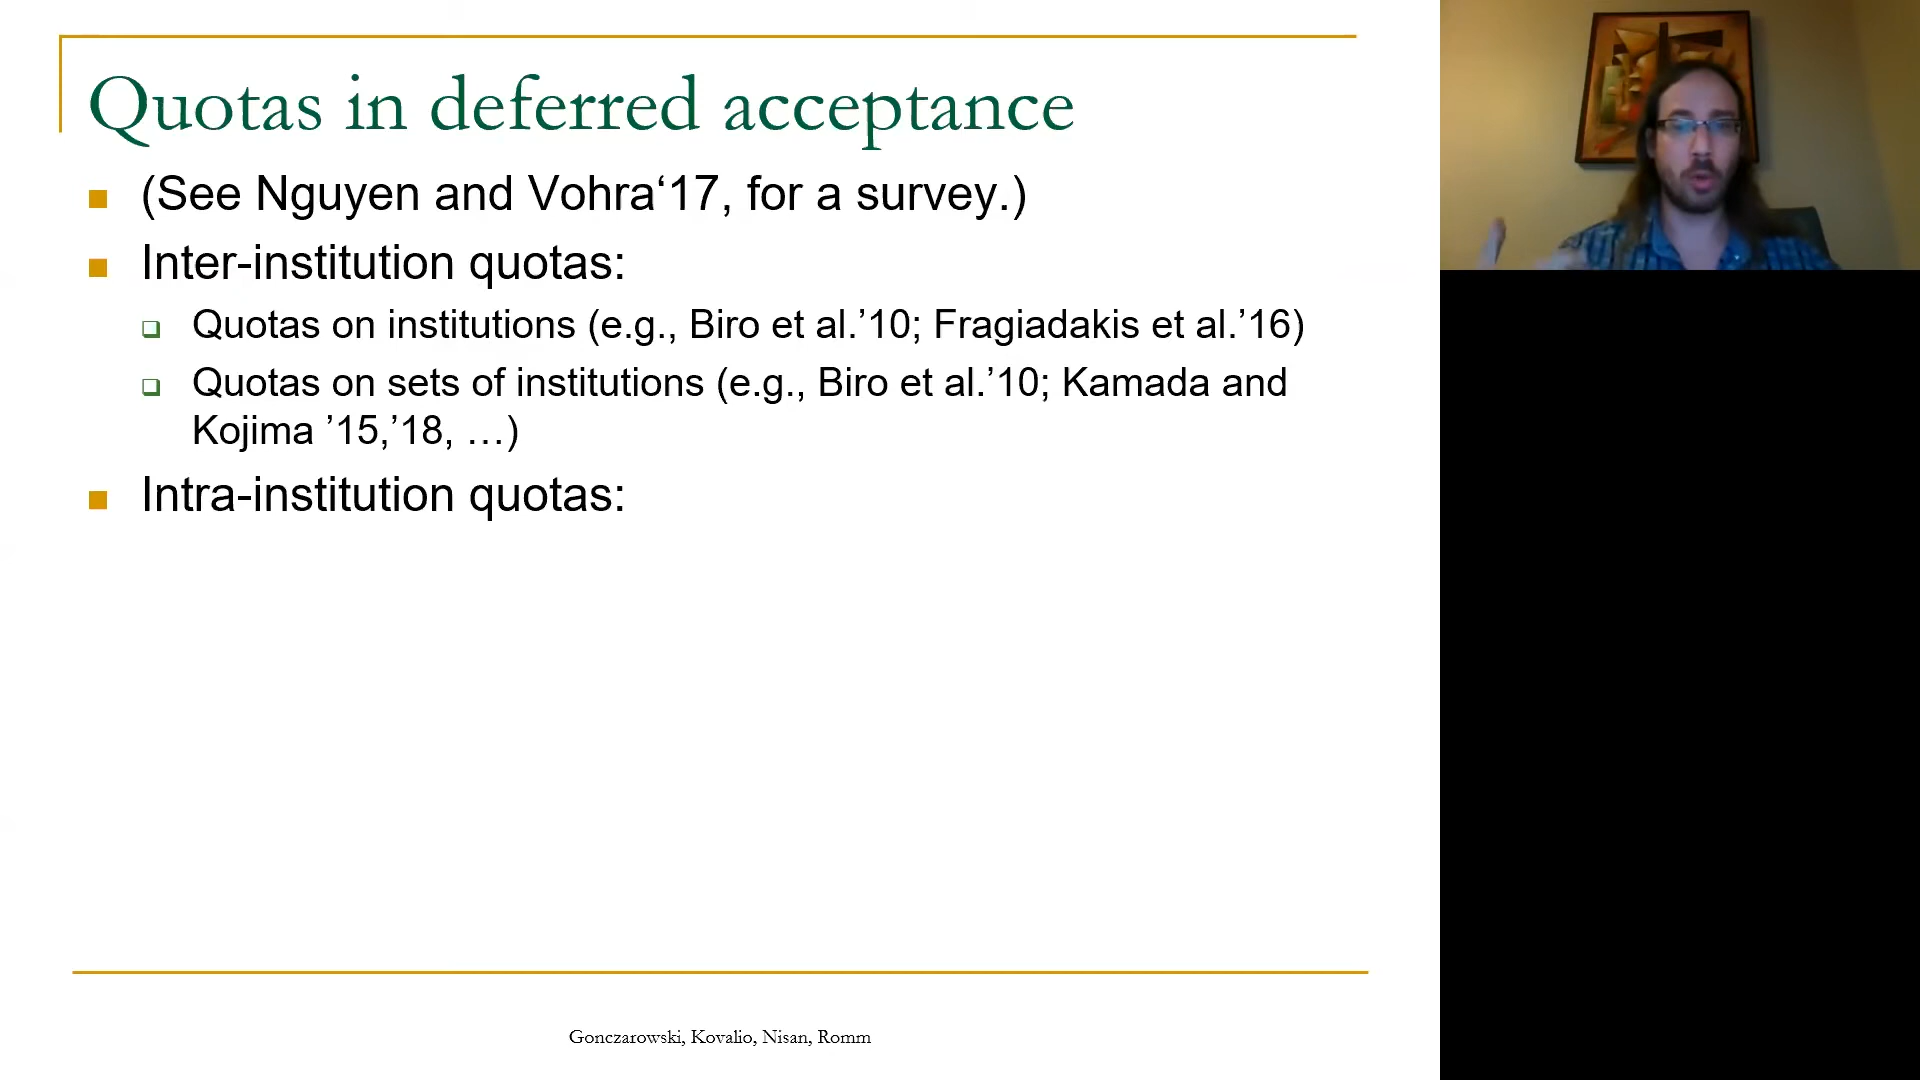 Quotas in deferred acceptance
(See Nguyen and Vohra‘17, for a survey.)
Inter-institution quotas:
Quotas on institutions (e.g., Biro et al.’10; Fragiadakis et al.’16)
Quotas on sets of institutions (e.g., Biro et al.’10; Kamada and
Kojima ’15,’18, …)
Intra-institution quotas:
Gonczarowski, Kovalio, Nisan, Romm